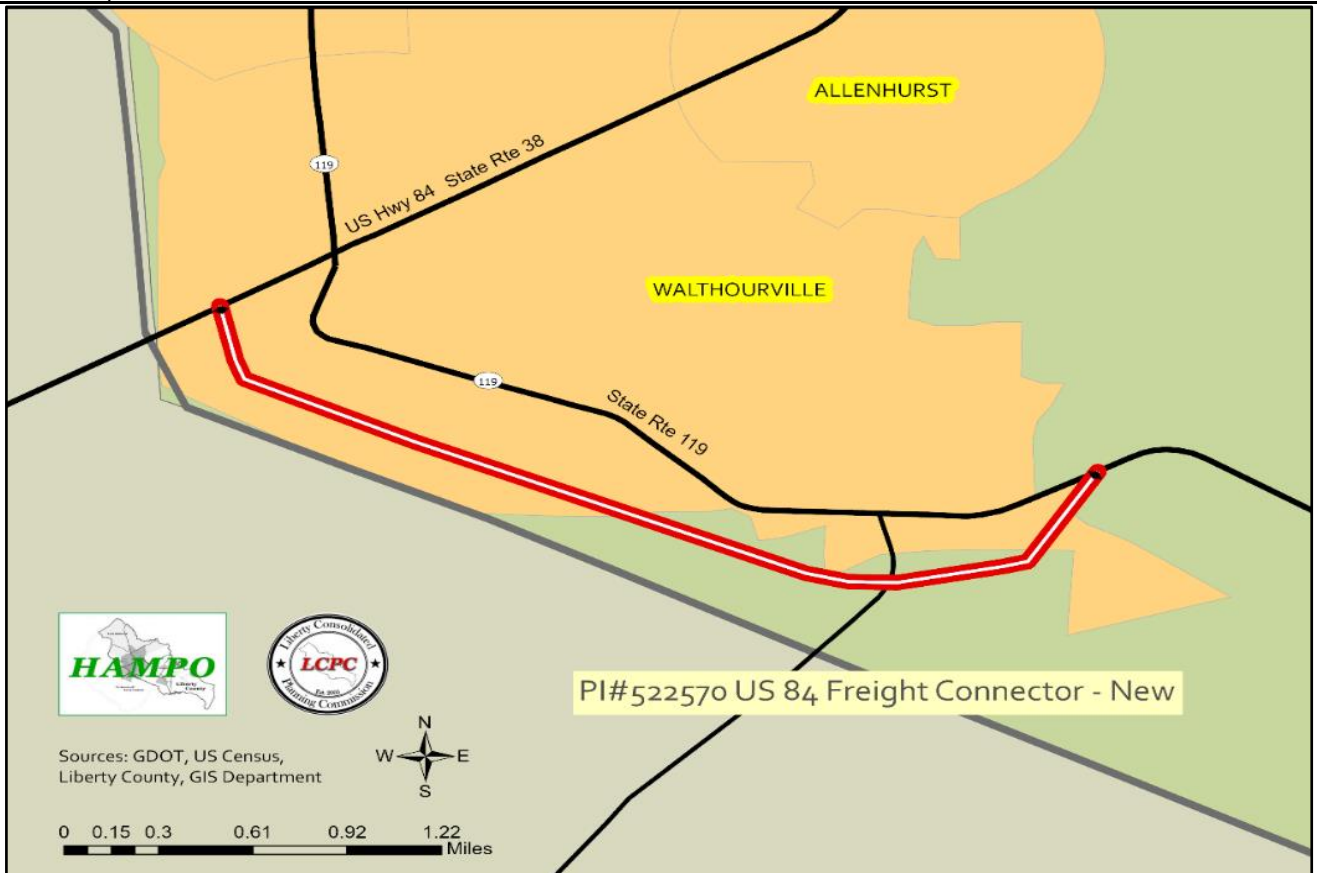 ALLENHURST
119
US Hwy 84 State Rte 38
WALTHOURVILLE
119
State Rte 119
PI#522570 US 84 Freight Connector - New
HAMPO
Liberty Consolidated
LCPC
Planning Commission
Sources: GDOT, US Census,
Liberty County, GIS Department
N
W E
S
0 0.15 0.3 0.61 0.92 1.22
Miles